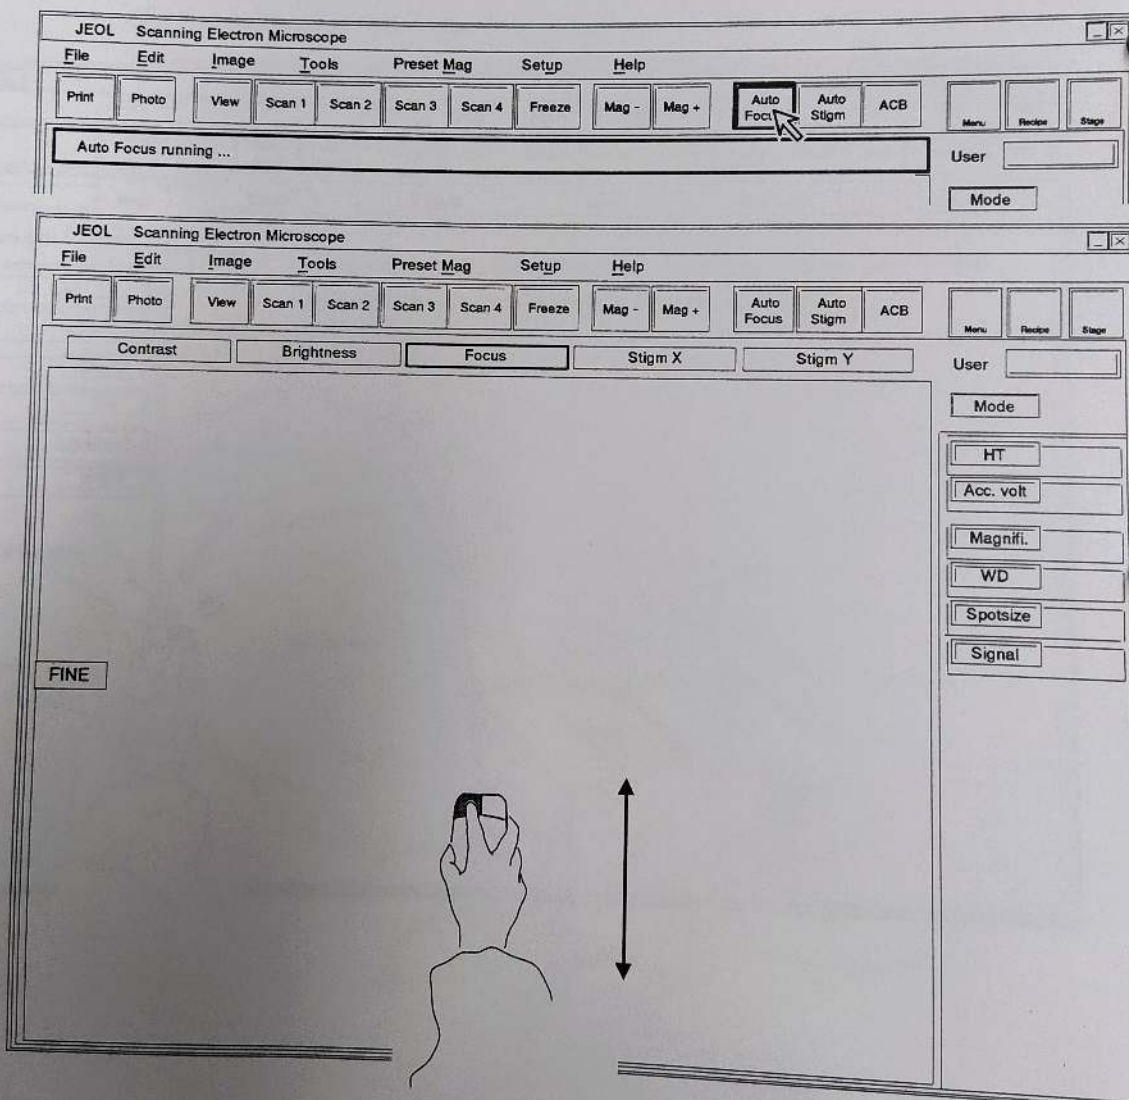 JEOL Scanning Electron Microscope
File Edit Image Tools Preset Mag Setup Help
Print Photo View Scan 1 Scan 2 Scan 3 Scan 4 Freeze Mag - Mag + Auto Focus Auto Stigm ACB Menu Recipe Stage
Auto Focus running ... User
Mode
JEOL Scanning Electron Microscope
File Edit Image Tools Preset Mag Setup Help
Print Photo View Scan 1 Scan 2 Scan 3 Scan 4 Freeze Mag - Mag + Auto Focus Auto Stigm ACB Menu Recipe Stage
Contrast Brightness Focus Stigm X Stigm Y User
Mode
HT
Acc. volt
Magnifi.
WD
Spotsize
Signal
FINE